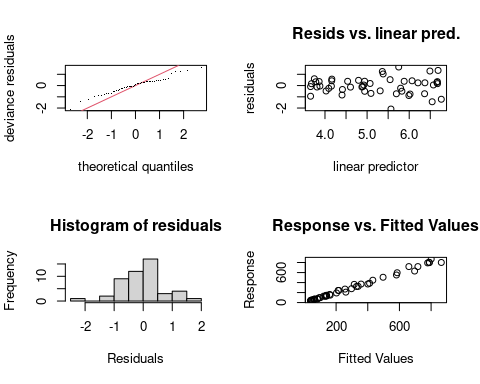 deviance residuals
-2 0
-2 -1 0 1 2
theoretical quantiles
Resids vs. linear pred.
residuals
-2 0
4.0 5.0 6.0
linear predictor
Histogram of residuals
Frequency
0 10
-2 -1 0 1 2
Residuals
Response vs. Fitted Values
Response
0 600
200 600
Fitted Values